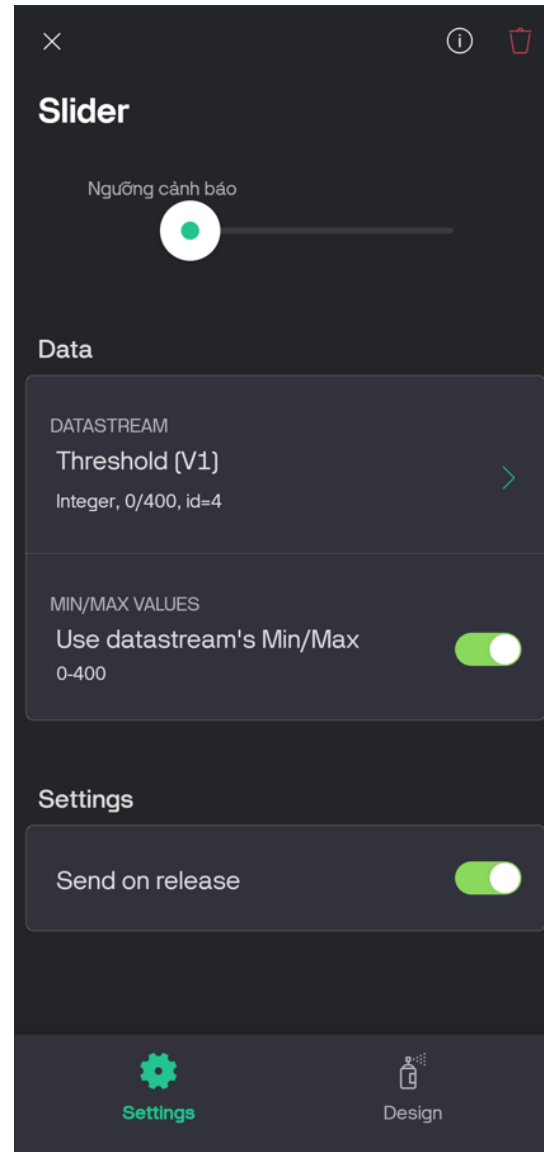 Slider
Ngưỡng cảnh báo
Data
DATASTREAM
Threshold (V1)
Integer, 0/400, id=4
MIN/MAX VALUES
Use datastream's Min/Max
0-400
Settings
Send on release
Settings
Design